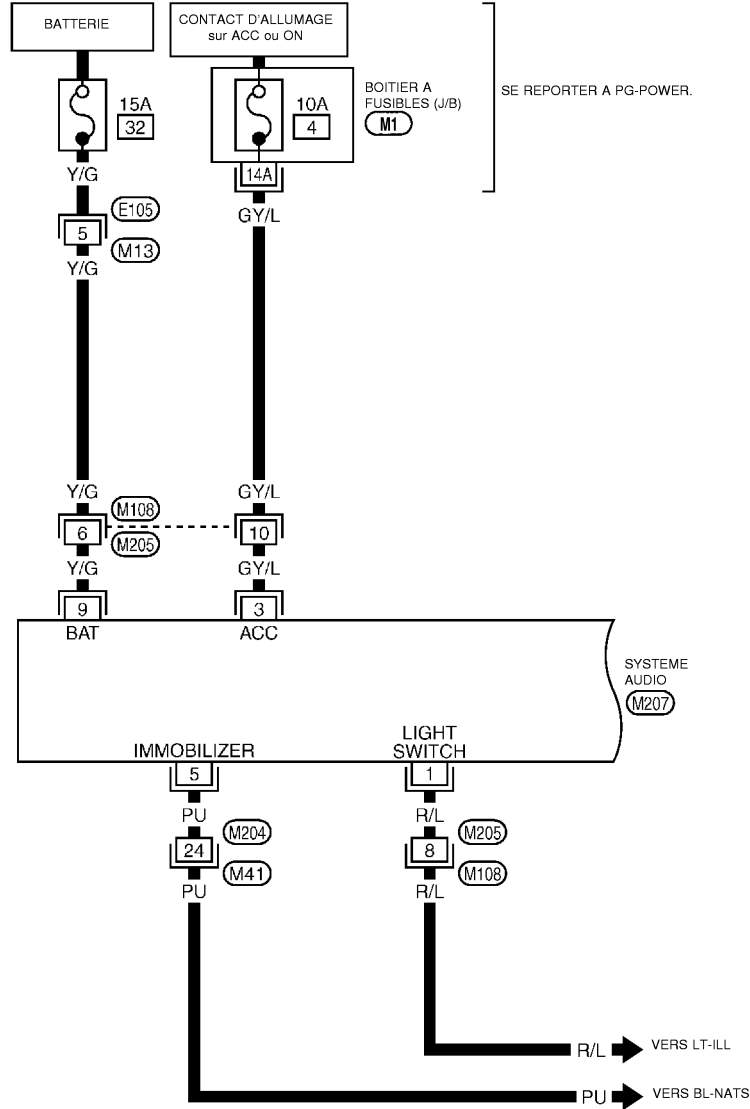 BATTERIE
CONTACT D'ALLUMAGE
sur ACC ou ON
15A
32
10A
4
BOITIER A
FUSIBLES (J/B)
M1
SE REPORTER A PG-POWER.
14A
Y/G
GY/L
E105
5
M13
Y/G
Y/G
GY/L
M108
6
10
M205
Y/G
GY/L
9
3
BAT
ACC
SYSTEME
AUDIO
M207
IMMOBILIZER
LIGHT
SWITCH
5
1
PU
R/L
M204
M205
24
8
M41
M108
PU
R/L
R/L
VERS LT-ILL
PU
VERS BL-NATS